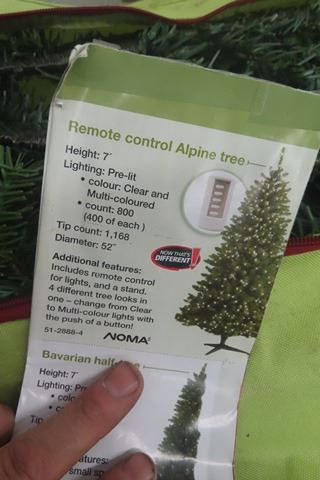 Remote control Alpine tree
Height: 7´
Lighting: Pre-lit
• colour: Clear and
Multi-coloured
• count: 800
(400 of each)
Tip count: 1,168
Diameter: 52˝
NOW THAT'S
DIFFERENT
Additional features:
Includes remote control
for lights, and a stand.
4 different tree looks in
one – change from Clear
to Multi-colour lights with
the push of a button!
51-2888-4
NOMA
Bavarian half
Height: 7´
Lighting:
• 
• 
Tip
small